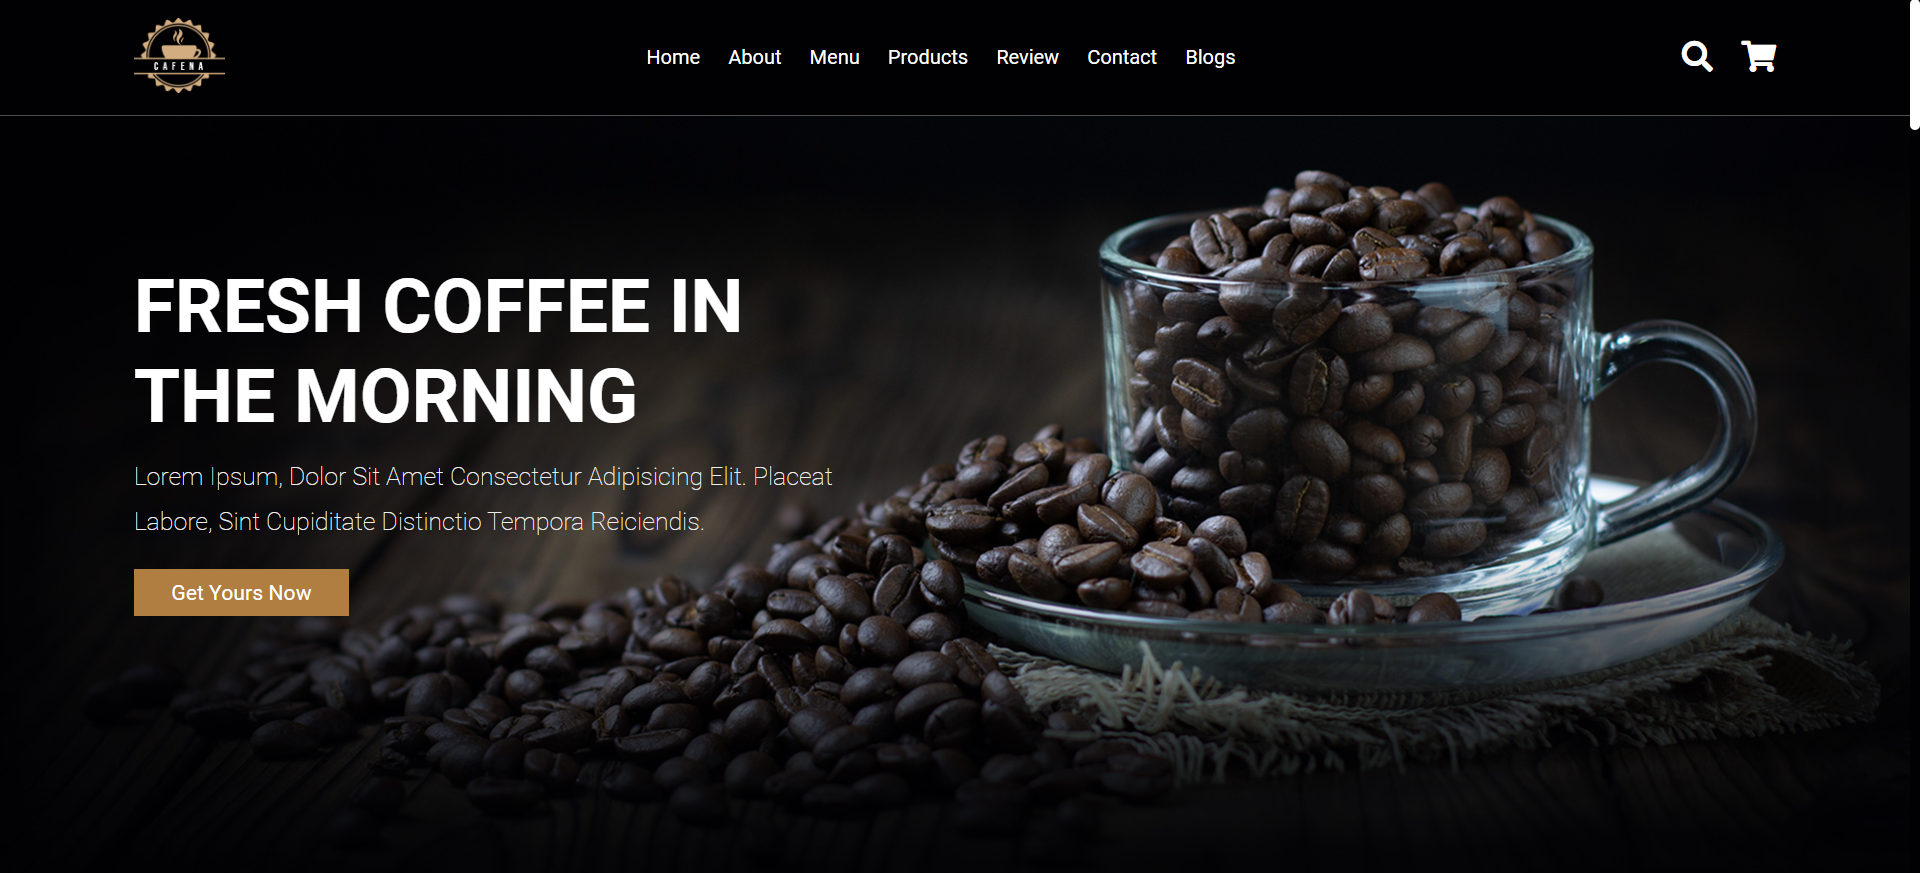 CAFENA
Home About Menu Products Review Contact Blogs
FRESH COFFEE IN
THE MORNING
Lorem Ipsum, Dolor Sit Amet Consectetur Adipisicing Elit. Placeat
Labore, Sint Cupiditate Distinctio Tempora Reiciendis.
Get Yours Now